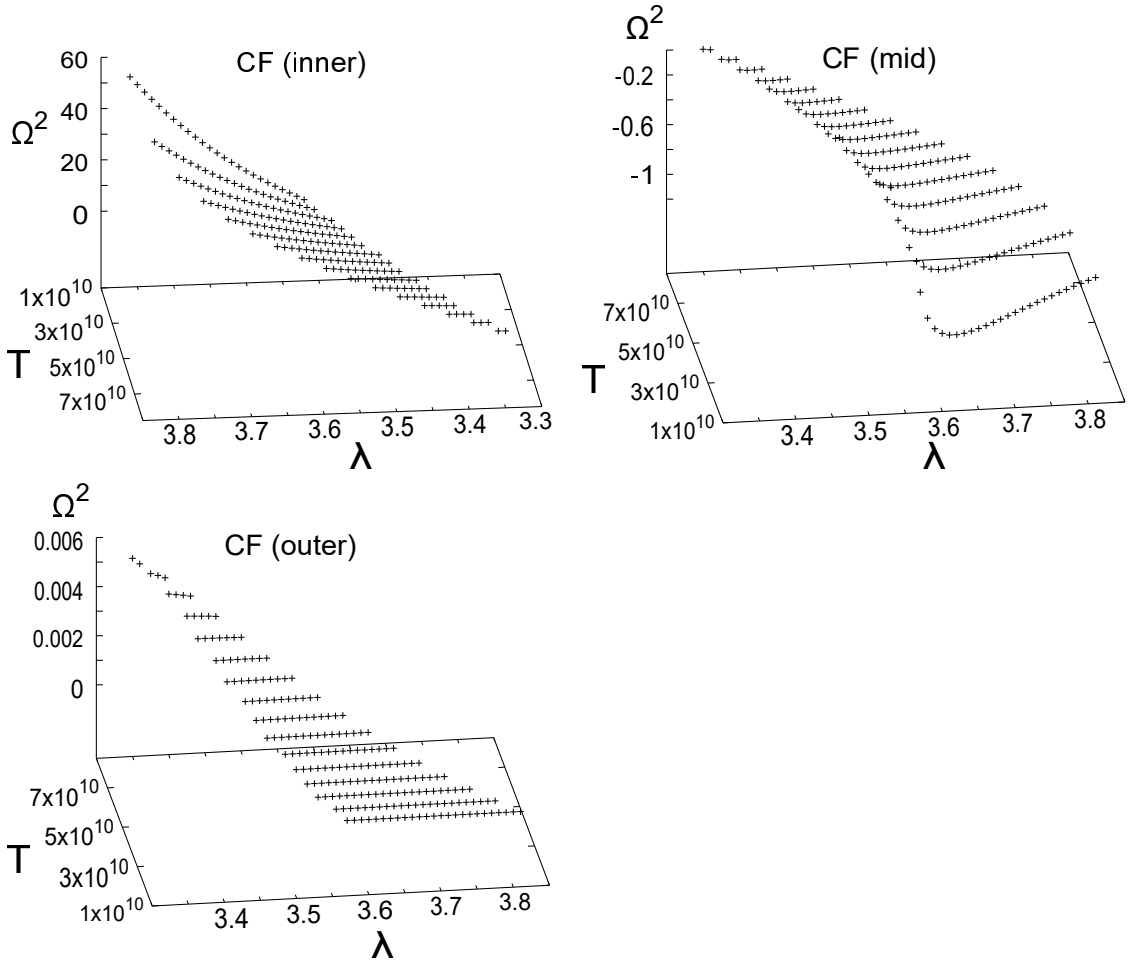 CF (inner)
Ω²
60
40
20
0
1x10¹⁰
3x10¹⁰
5x10¹⁰
7x10¹⁰
T
3.8 3.7 3.6 3.5 3.4 3.3
λ
Ω²
CF (mid)
-0.2
-0.6
-1
7x10¹⁰
5x10¹⁰
3x10¹⁰
1x10¹⁰
T
3.4 3.5 3.6 3.7 3.8
λ
Ω²
CF (outer)
0.006
0.004
0.002
0
7x10¹⁰
5x10¹⁰
3x10¹⁰
1x10¹⁰
T
3.4 3.5 3.6 3.7 3.8
λ